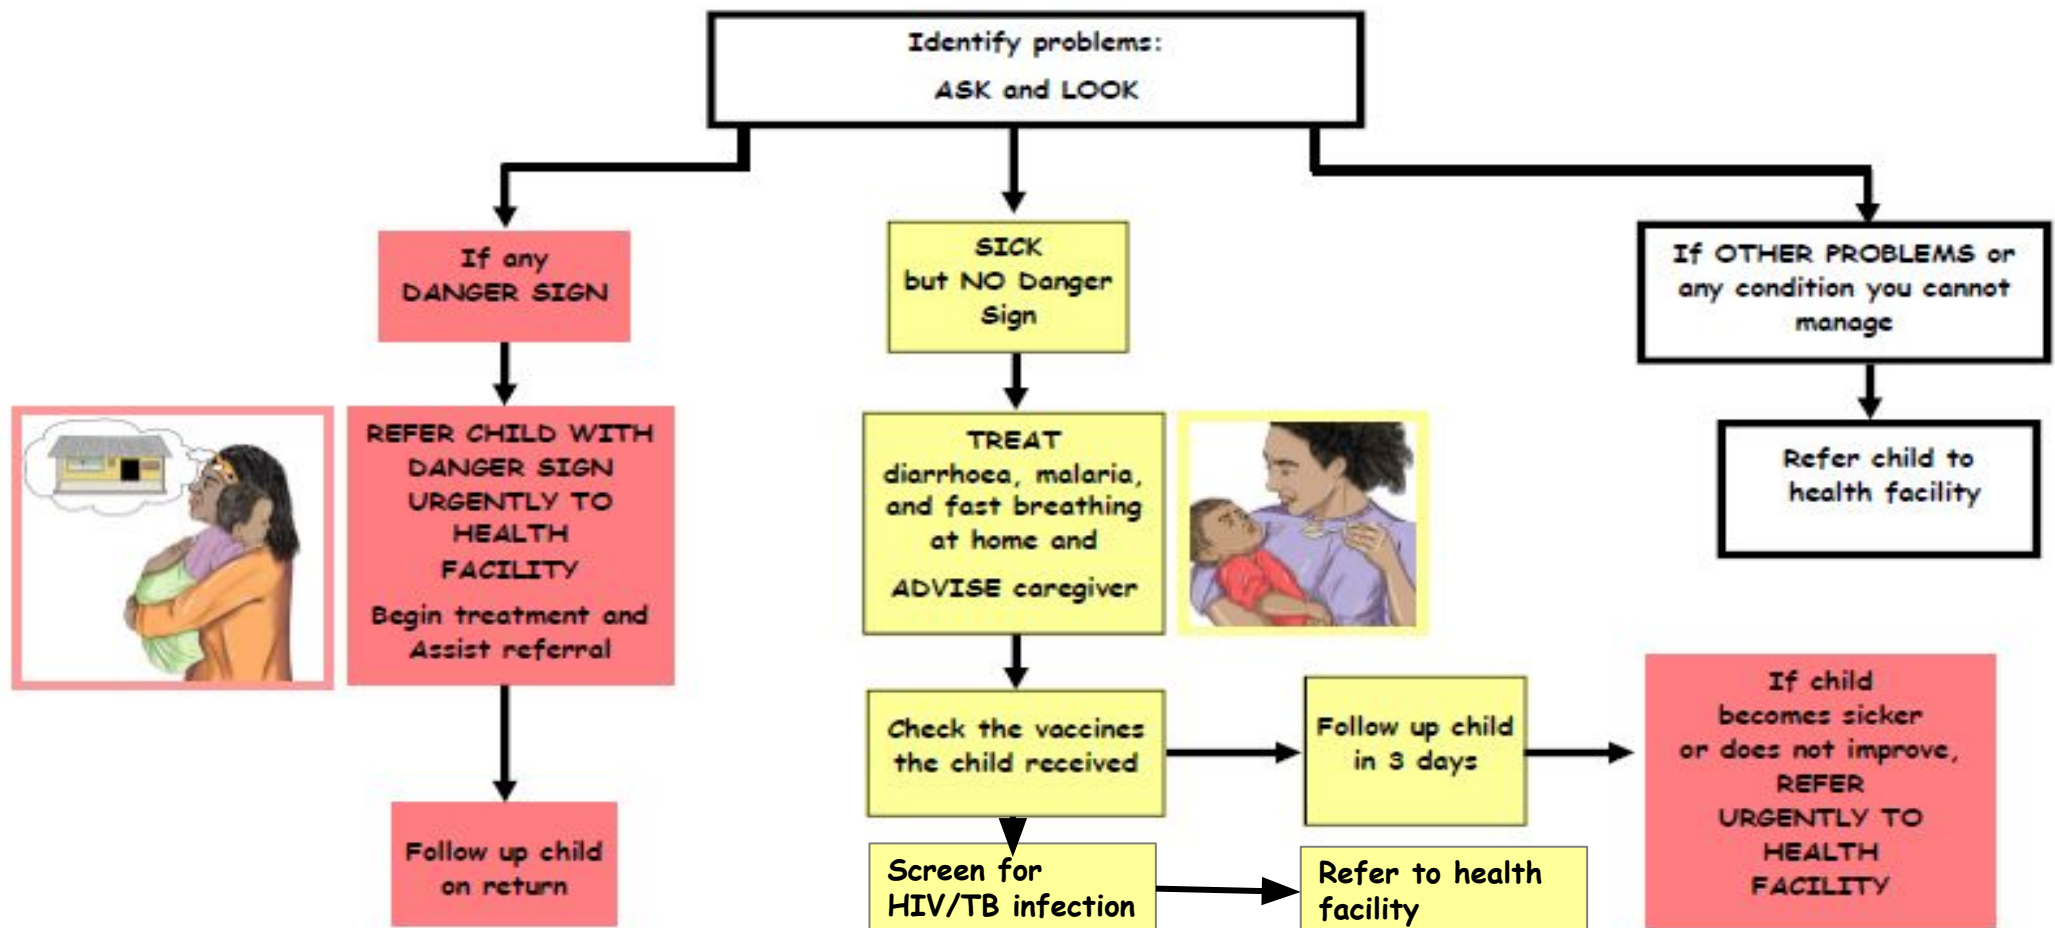 Identify problems:
ASK and LOOK
If any
DANGER SIGN
REFER CHILD WITH
DANGER SIGN
URGENTLY TO
HEALTH
FACILITY
Begin treatment and
Assist referral
Follow up child
on return
SICK
but NO Danger
Sign
TREAT
diarrhoea, malaria,
and fast breathing
at home and
ADVISE caregiver
Check the vaccines
the child received
Follow up child
in 3 days
If child
becomes sicker
or does not improve,
REFER
URGENTLY TO
HEALTH
FACILITY
Screen for
HIV/TB infection
Refer to health
facility
If OTHER PROBLEMS or
any condition you cannot
manage
Refer child to
health facility